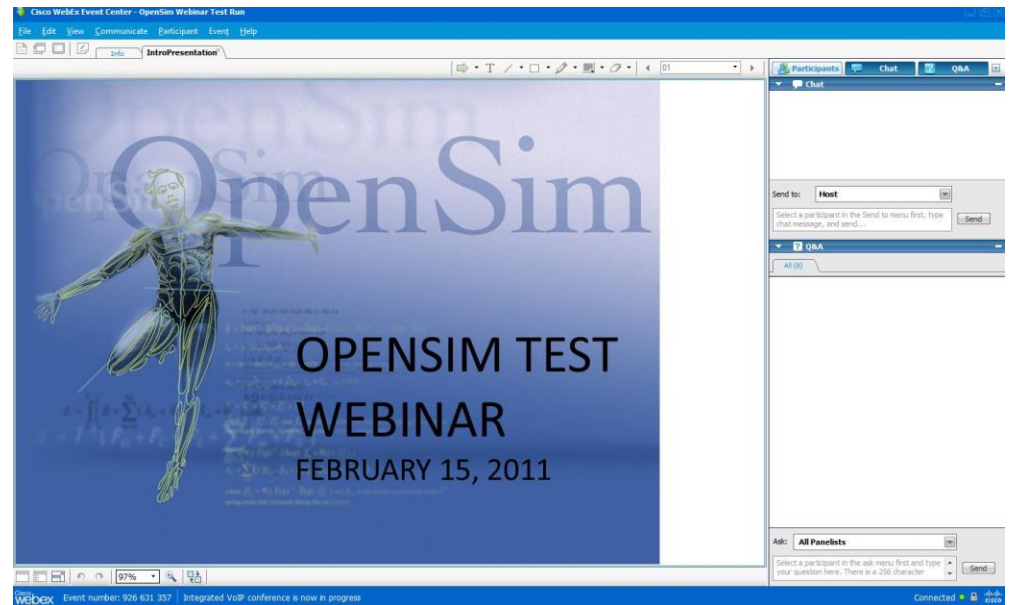 Cisco WebEx Event Center - OpenSim Webinar Test Run
File Edit View Communicate Participant Event Help
Info IntroPresentation
T 01
Participants Chat Q&A
Chat
OpenSim
OpenSim
OpenSim
OpenSim
Send to: Host
Select a participant in the Send to menu first, type
chat message, and send...
Send
Q&A
All (0)
OPENSIM TEST
WEBINAR
FEBRUARY 15, 2011
Ask: All Panelists
Select a participant in the ask menu first and type
your question here. There is a 256 character
Send
97%
Cisco
webex Event number: 926 631 357 Integrated VoIP conference is now in progress Connected
cisco